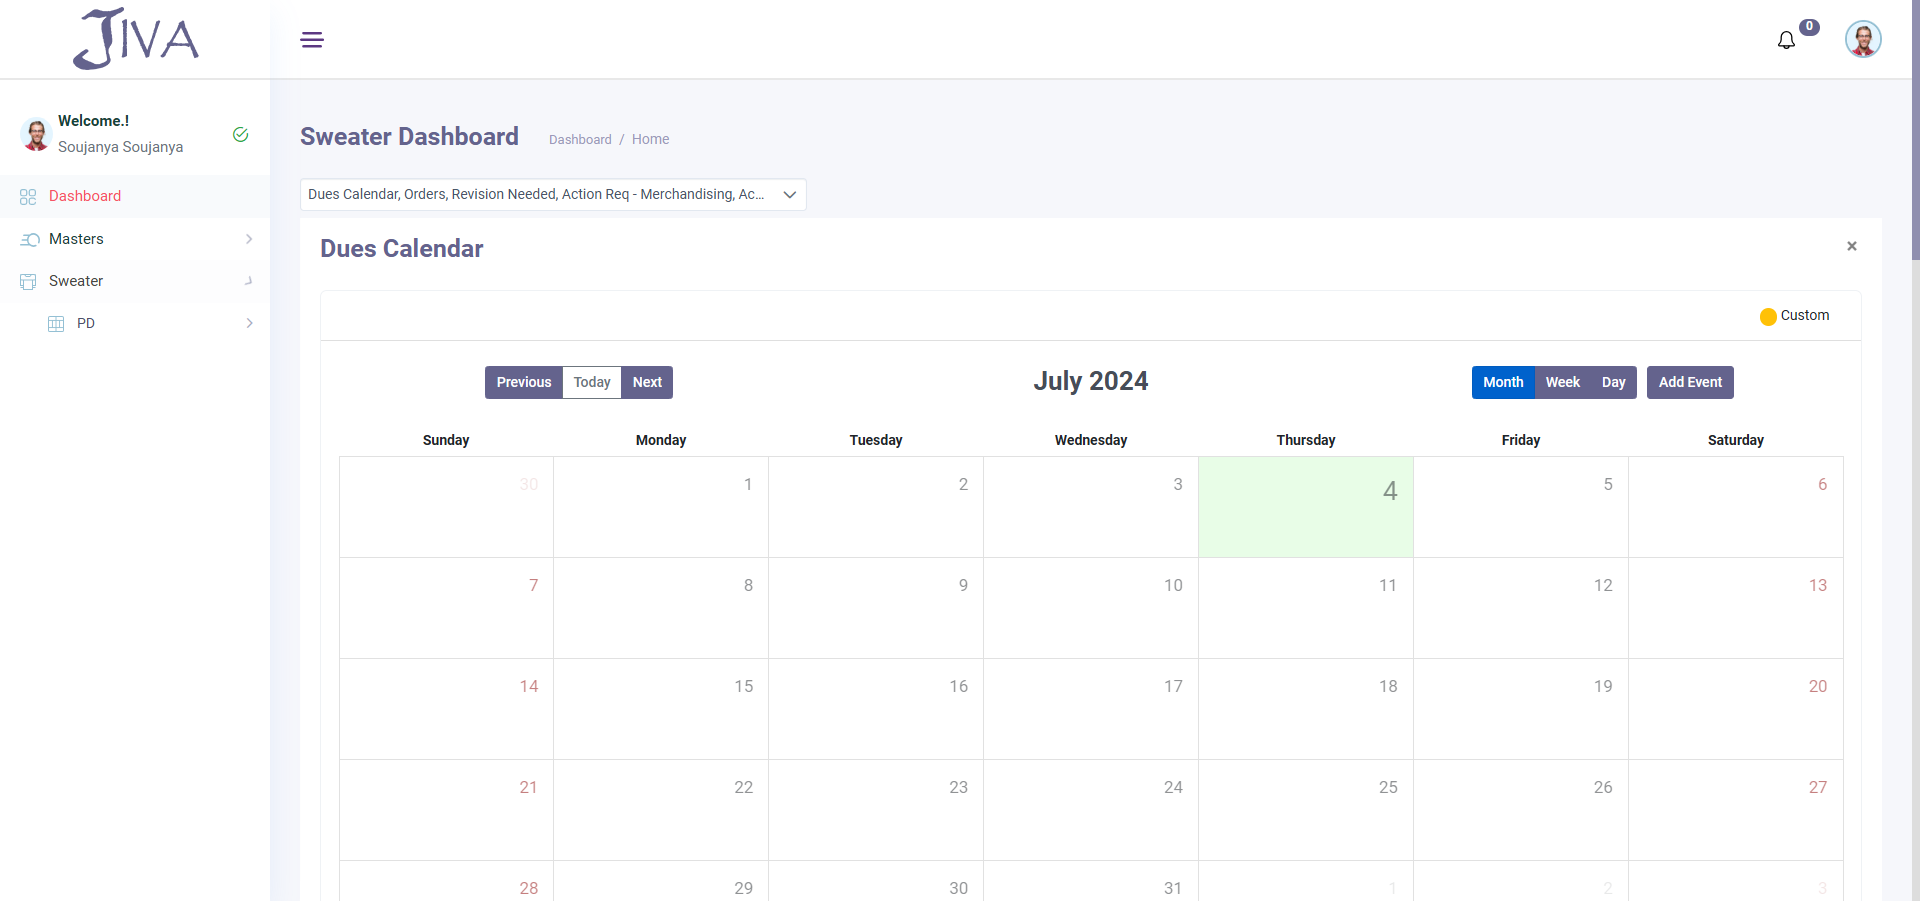 JIVA
0
Welcome.!
Soujanya Soujanya
Dashboard
Masters
Sweater
PD
Sweater Dashboard
Dashboard / Home
Dues Calendar, Orders, Revision Needed, Action Req - Merchandising, Ac...
Dues Calendar
×
Custom
Previous Today Next
July 2024
Month Week Day Add Event
Sunday Monday Tuesday Wednesday Thursday Friday Saturday
30 1 2 3 4 5 6
7 8 9 10 11 12 13
14 15 16 17 18 19 20
21 22 23 24 25 26 27
28 29 30 31 1 2 3